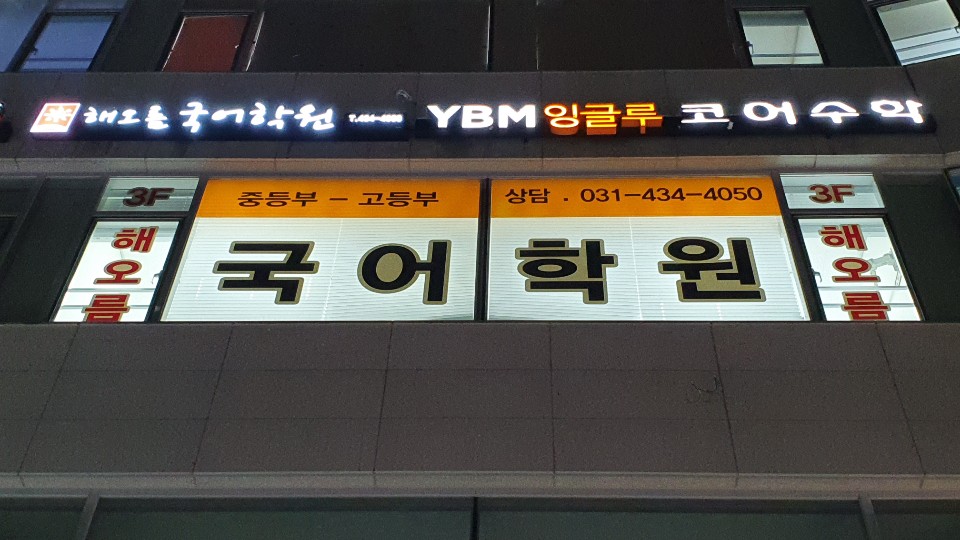 해오름 국어학원
YBM잉글루 코어수학
3F
중등부 - 고등부
상담 . 031-434-4050
3F
해오름
국어학원
해오름